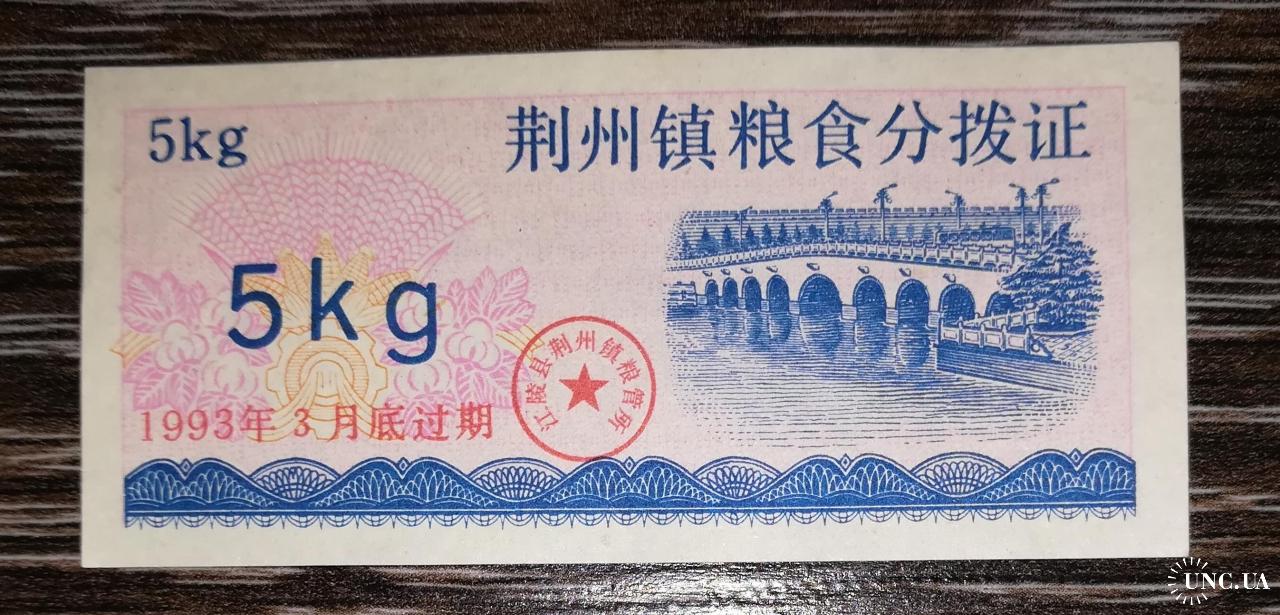 5kg
荆州镇粮食分拨证
5kg
江陵县荆州镇粮管所
1993年3月底过期
UNC.UA